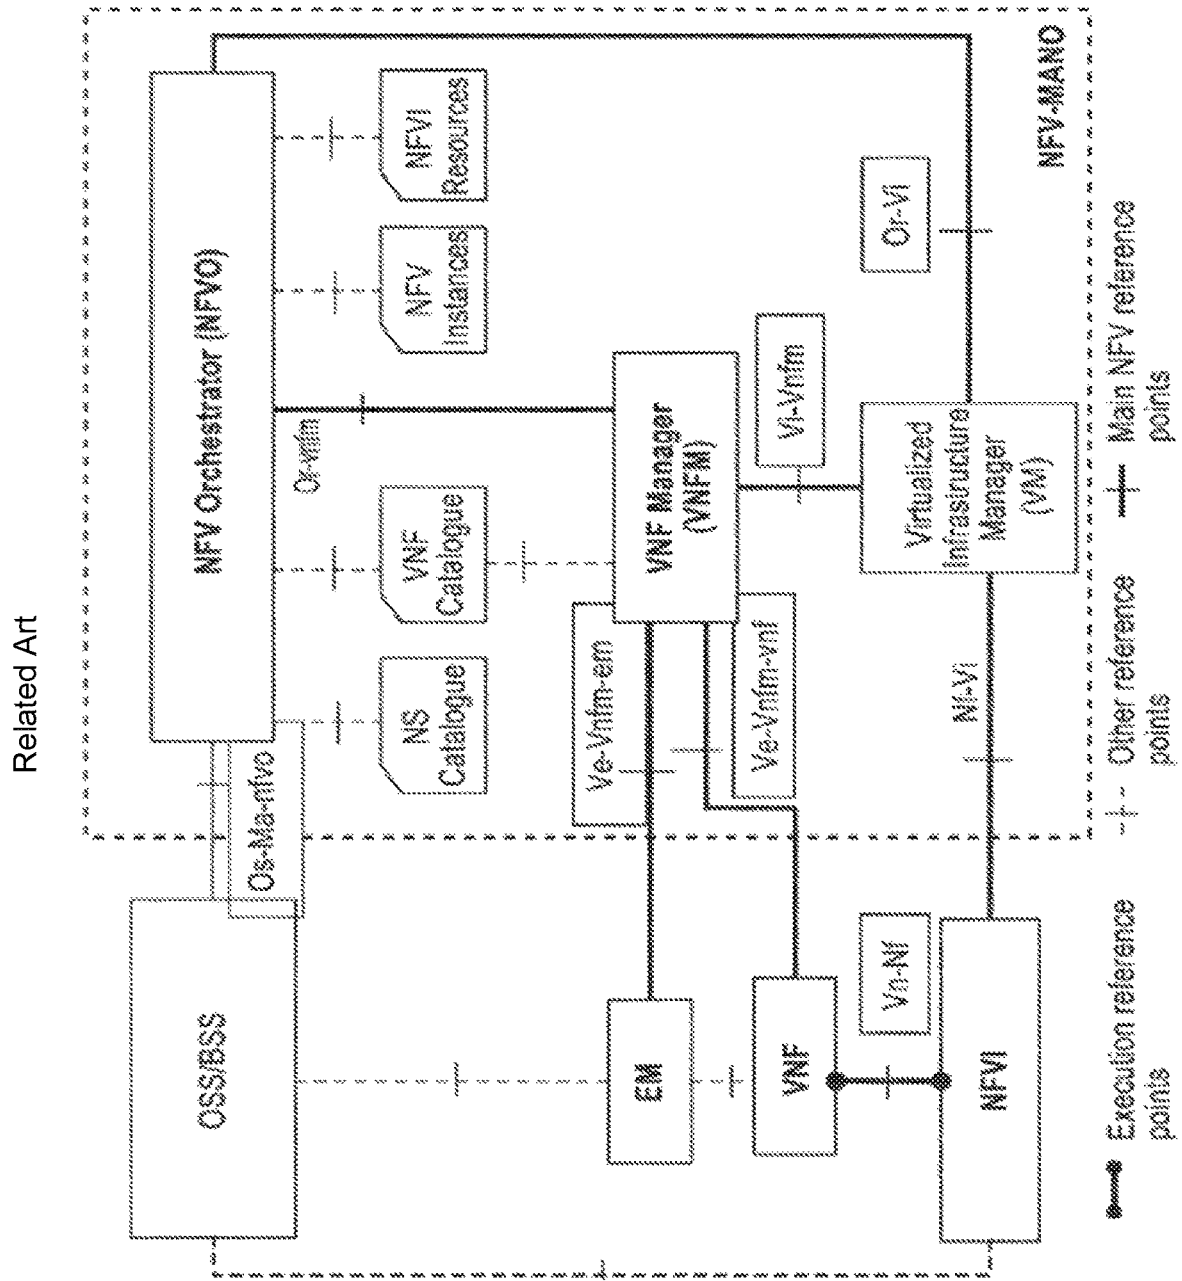 Related Art
OSS/BSS
Os-Ma-nfvo
NFV Orchestrator (NFVO)
NS
Catalogue
VNF
Catalogue
Or-vnfm
NFV
Instances
NFVI
Resources
EM
Ve-Vnfm-em
VNF Manager
(VNFM)
VNF
Ve-Vnfm-vnf
Vi-Vnfm
Vn-Nf
Or-Vi
NFVI
Nf-Vi
Virtualized
Infrastructure
Manager
(VM)
NFV-MANO
Execution reference
points
Other reference
points
Main NFV reference
points